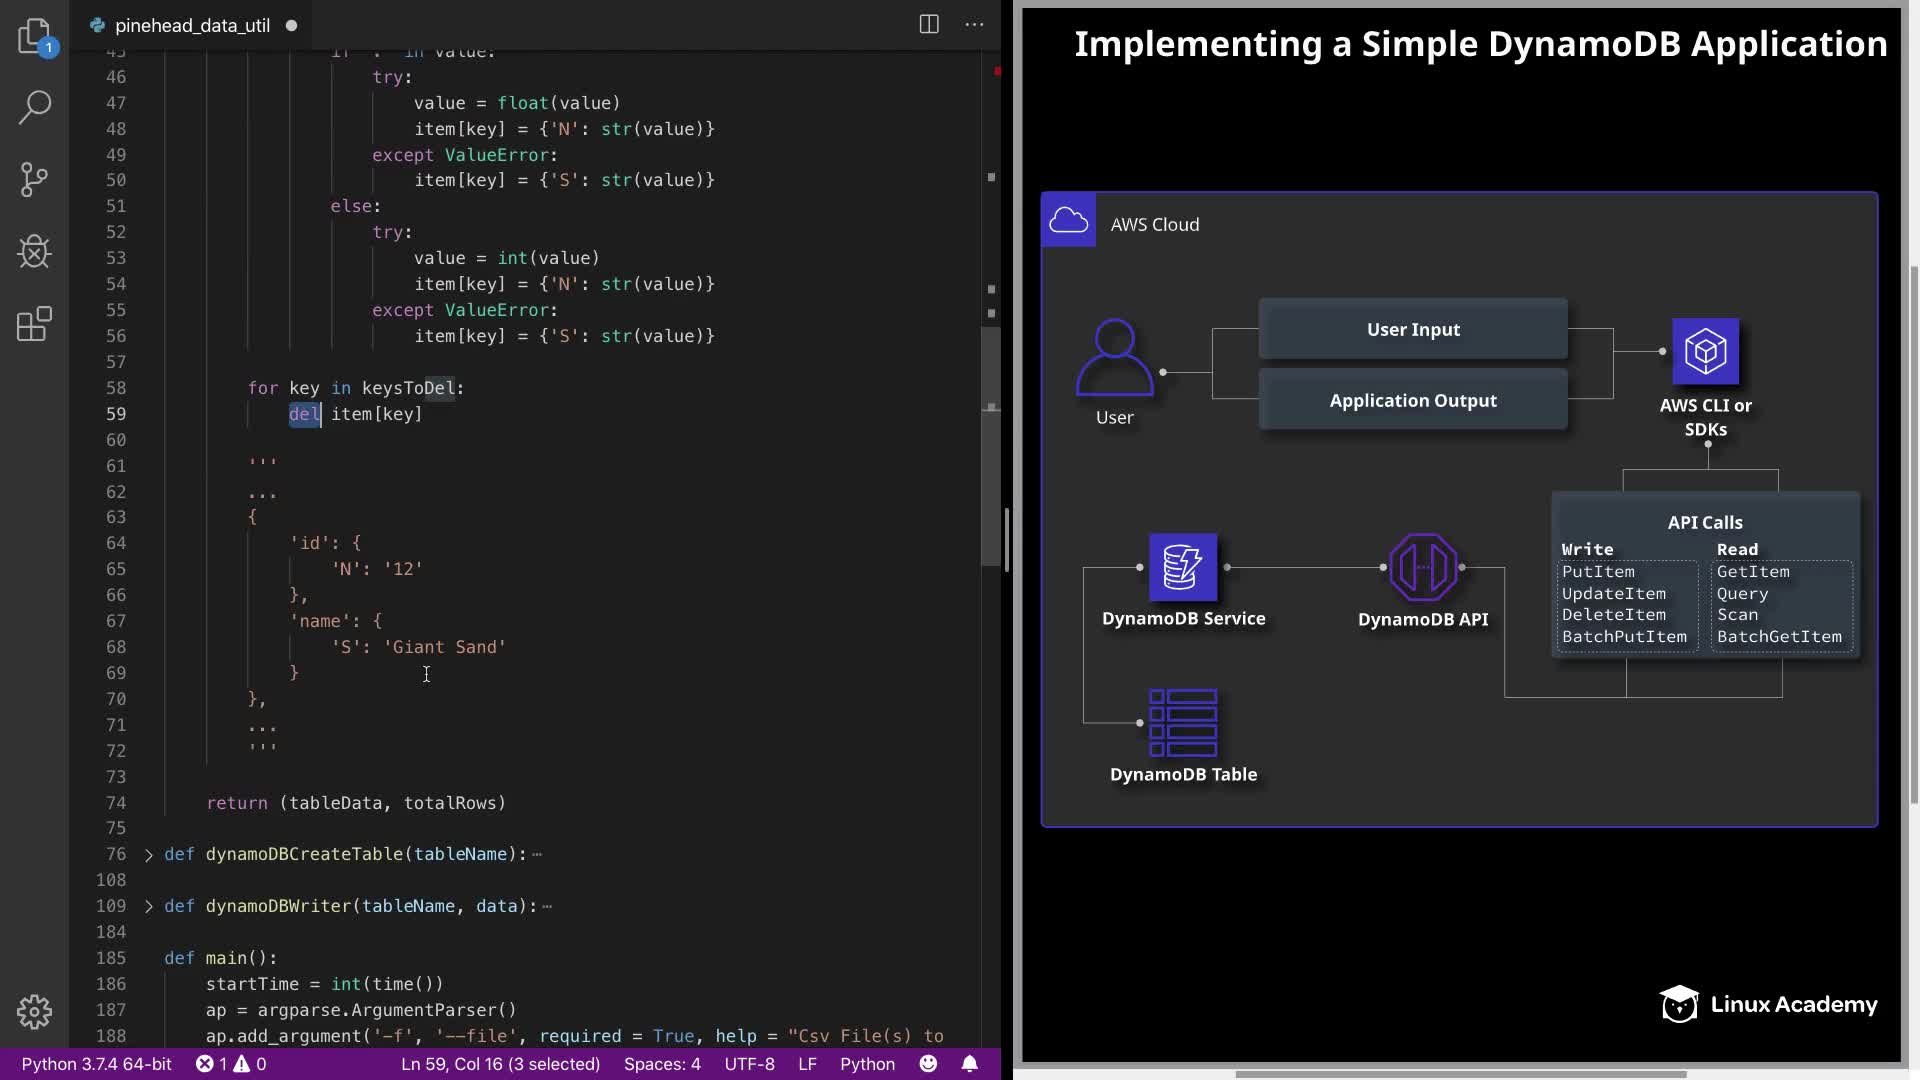 1
pinehead_data_util
45 if '.' in value:
46 try:
47 value = float(value)
48 item[key] = {'N': str(value)}
49 except ValueError:
50 item[key] = {'S': str(value)}
51 else:
52 try:
53 value = int(value)
54 item[key] = {'N': str(value)}
55 except ValueError:
56 item[key] = {'S': str(value)}
57
58 for key in keysToDel:
59 del item[key]
60
61 '''
62 ...
63 {
64 'id': {
65 'N': '12'
66 },
67 'name': {
68 'S': 'Giant Sand'
69 }
70 },
71 ...
72 '''
73
74 return (tableData, totalRows)
75
76 def dynamoDBCreateTable(tableName):
108
109 def dynamoDBWriter(tableName, data):
184
185 def main():
186 startTime = int(time())
187 ap = argparse.ArgumentParser()
188 ap.add_argument('-f', '--file', required = True, help = "Csv File(s) to
Python 3.7.4 64-bit 1 0 Ln 59, Col 16 (3 selected) Spaces: 4 UTF-8 LF Python
Implementing a Simple DynamoDB Application
AWS Cloud
User Input
Application Output
User
AWS CLI or
SDKs
API Calls
Write Read
PutItem GetItem
UpdateItem Query
DeleteItem Scan
BatchPutItem BatchGetItem
DynamoDB Service
DynamoDB API
DynamoDB Table
Linux Academy